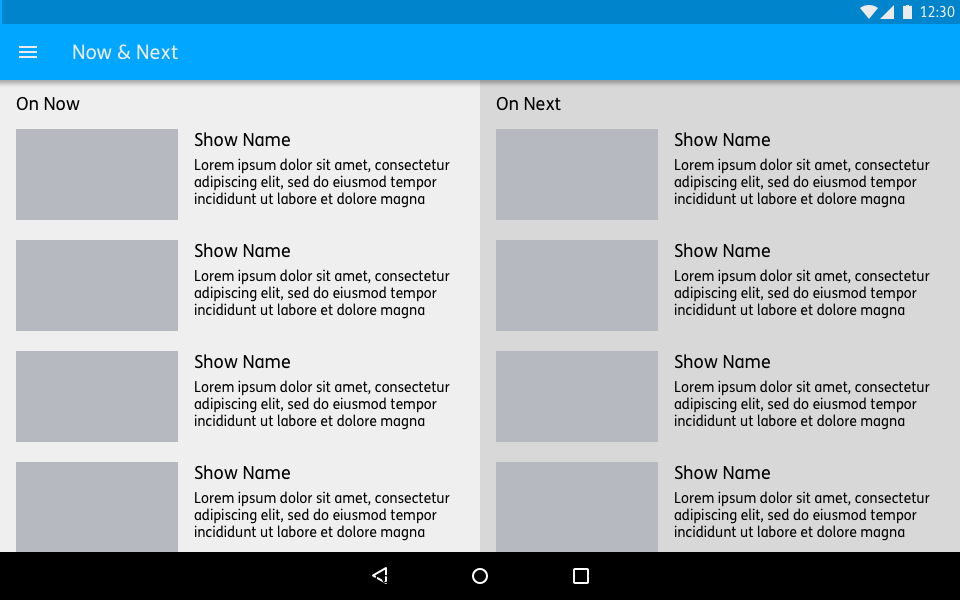 12:30
Now & Next
On Now
Show Name
Lorem ipsum dolor sit amet, consectetur
adipiscing elit, sed do eiusmod tempor
incididunt ut labore et dolore magna
Show Name
Lorem ipsum dolor sit amet, consectetur
adipiscing elit, sed do eiusmod tempor
incididunt ut labore et dolore magna
Show Name
Lorem ipsum dolor sit amet, consectetur
adipiscing elit, sed do eiusmod tempor
incididunt ut labore et dolore magna
Show Name
Lorem ipsum dolor sit amet, consectetur
adipiscing elit, sed do eiusmod tempor
incididunt ut labore et dolore magna
On Next
Show Name
Lorem ipsum dolor sit amet, consectetur
adipiscing elit, sed do eiusmod tempor
incididunt ut labore et dolore magna
Show Name
Lorem ipsum dolor sit amet, consectetur
adipiscing elit, sed do eiusmod tempor
incididunt ut labore et dolore magna
Show Name
Lorem ipsum dolor sit amet, consectetur
adipiscing elit, sed do eiusmod tempor
incididunt ut labore et dolore magna
Show Name
Lorem ipsum dolor sit amet, consectetur
adipiscing elit, sed do eiusmod tempor
incididunt ut labore et dolore magna